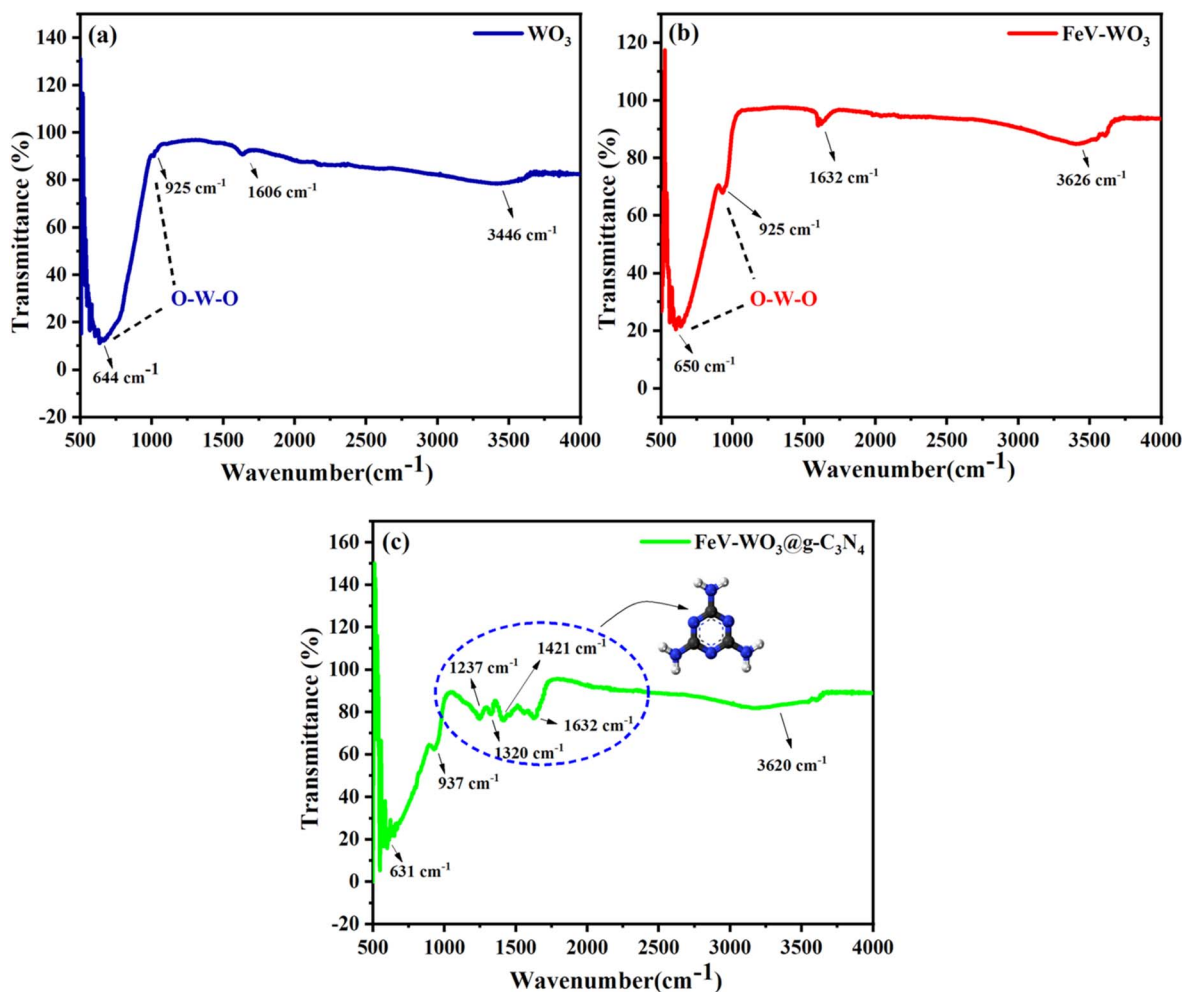 (a)
WO3
140
120
100
80
60
40
20
0
-20
Transmittance (%)
925 cm-1
1606 cm-1
3446 cm-1
O-W-O
644 cm-1
500 1000 1500 2000 2500 3000 3500 4000
Wavenumber(cm-1)
(b)
FeV-WO3
120
100
80
60
40
20
0
Transmittance (%)
1632 cm-1
3626 cm-1
925 cm-1
O-W-O
650 cm-1
500 1000 1500 2000 2500 3000 3500 4000
Wavenumber(cm-1)
(c)
FeV-WO3@g-C3N4
160
140
120
100
80
60
40
20
0
-20
Transmittance (%)
1237 cm-1
1421 cm-1
1320 cm-1
1632 cm-1
937 cm-1
3620 cm-1
631 cm-1
500 1000 1500 2000 2500 3000 3500 4000
Wavenumber(cm-1)